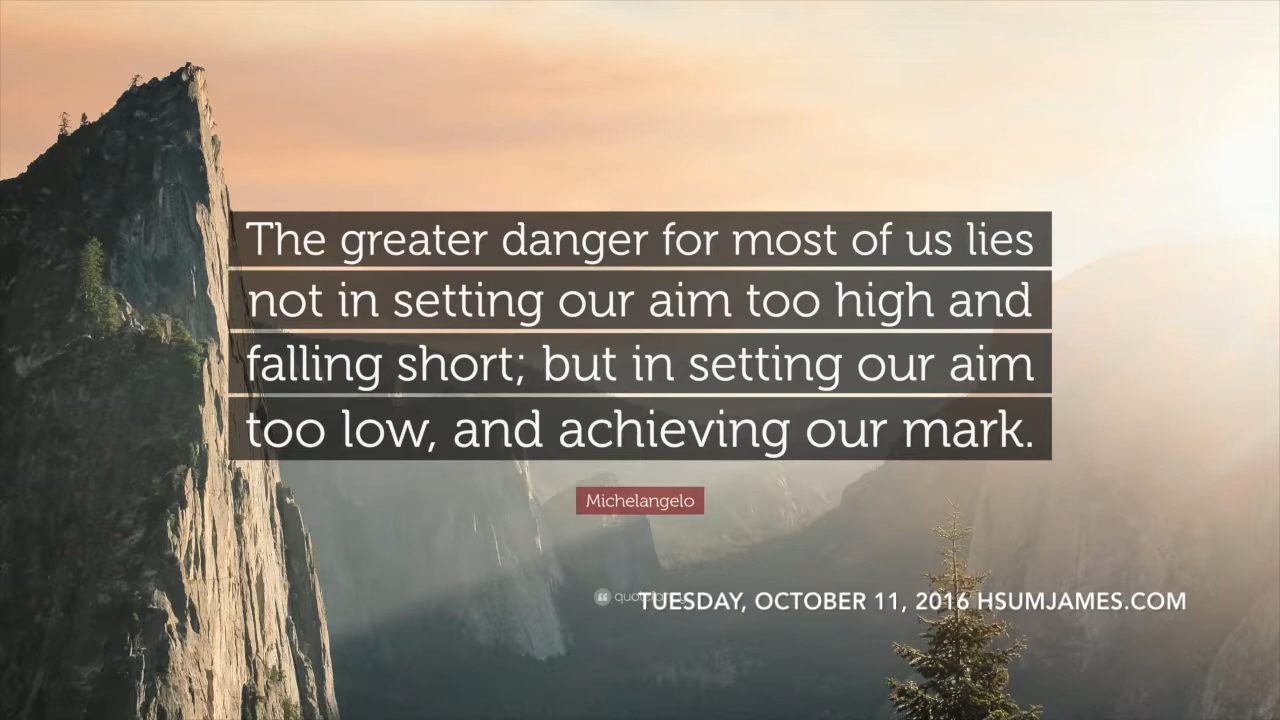 The greater danger for most of us lies
not in setting our aim too high and
falling short; but in setting our aim
too low, and achieving our mark.
Michelangelo
TUESDAY, OCTOBER 11, 2016 HSUMJAMES.COM